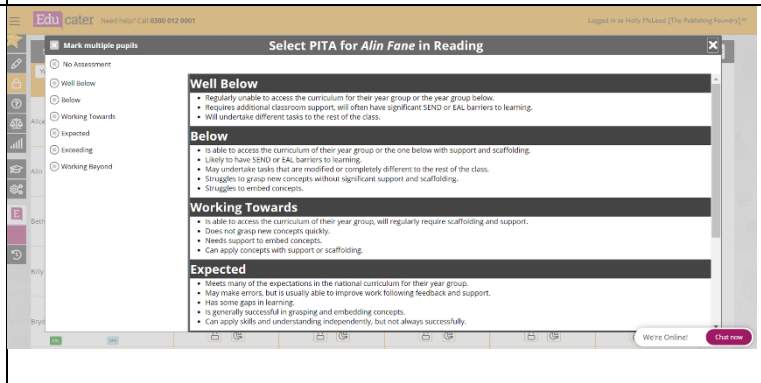 Edu cater Need help? Call 0300 012 0001 Logged in as Holly McLeod [The Publishing Foundry]
Mark multiple pupils
Select PITA for Alin Fane in Reading
No Assessment
Well Below
Below
Working Towards
Expected
Exceeding
Working Beyond
Well Below
• Regularly unable to access the curriculum for their year group or the year group below.
• Requires additional classroom support, will often have significant SEND or EAL barriers to learning.
• Will undertake different tasks to the rest of the class.
Below
• Is able to access the curriculum for their year group or the one below with support and scaffolding.
• Likely to have SEND or EAL barriers to learning.
• May undertake tasks that are modified or completely different to the rest of the class.
• Struggles to grasp new concepts without significant support and scaffolding.
• Struggles to embed concepts.
Working Towards
• Is able to access the curriculum of their year group, will regularly require scaffolding and support.
• Does not grasp new concepts quickly.
• Needs support to embed concepts.
• Can apply concepts with support or scaffolding.
Expected
• Meets many of the expectations in the national curriculum for their year group.
• May make errors, but is usually able to improve work following feedback and support.
• Has some gaps in learning.
• Is generally successful in grasping and embedding concepts.
• Can apply skills and understanding independently, but not always successfully.
Alice
Alin
Beth
Billy
Bryd
E
We're Online!
Chat now